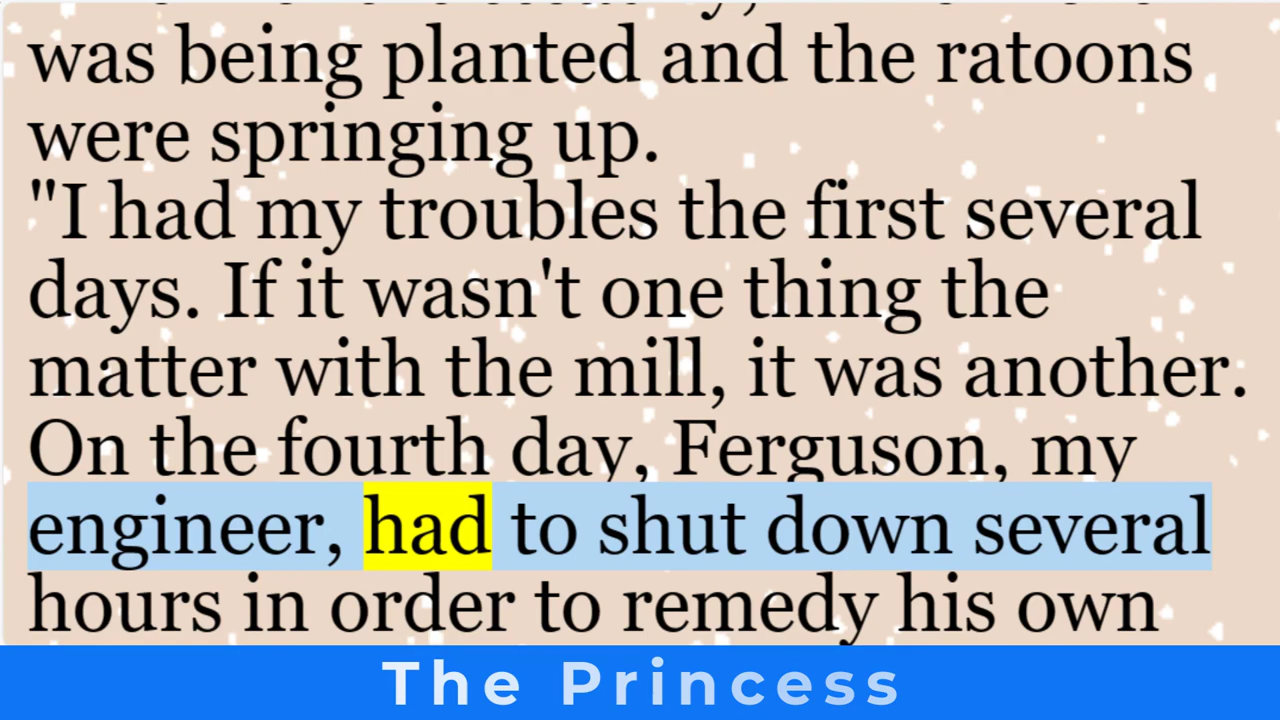 was being planted and the ratoons
were springing up.
"I had my troubles the first several
days. If it wasn't one thing the
matter with the mill, it was another.
On the fourth day, Ferguson, my
engineer, had to shut down several
hours in order to remedy his own
The Princess